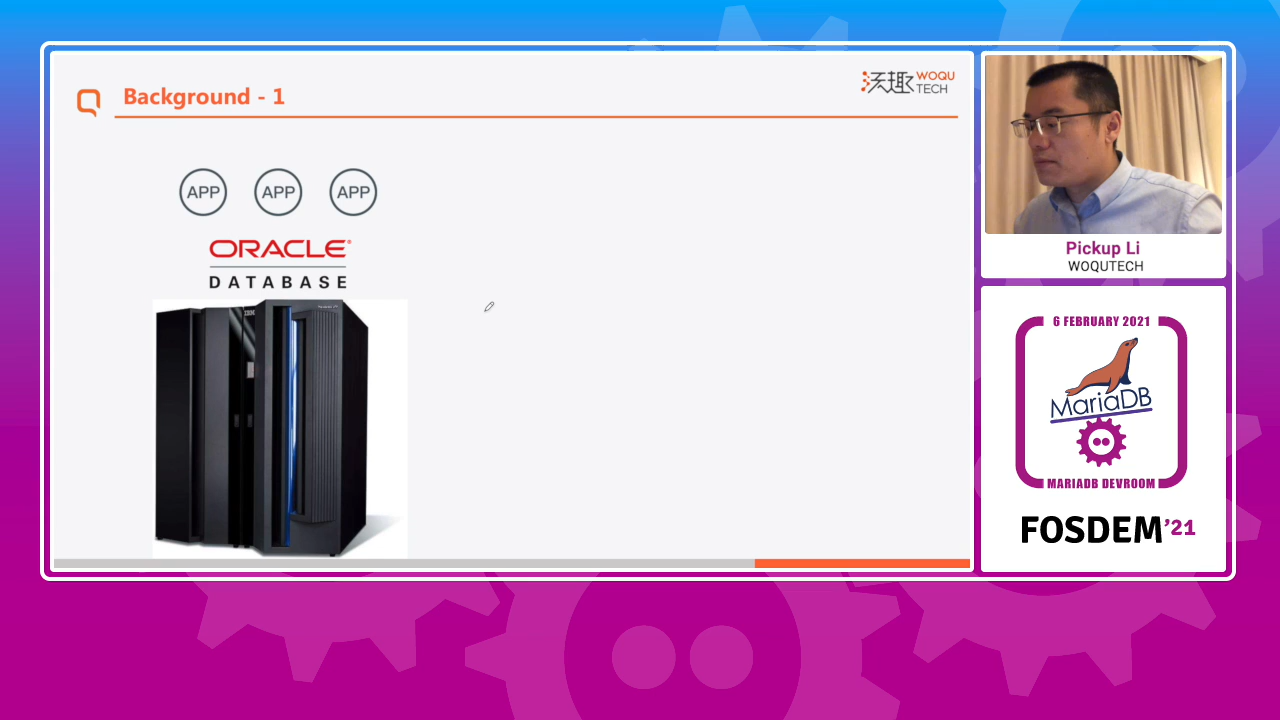 Background - 1
沃趣 WOQU
TECH
APP APP APP
ORACLE®
DATABASE
IBM
Pickup Li
WOQUTECH
6 FEBRUARY 2021
MariaDB
MARIADB DEVROOM
FOSDEM'21